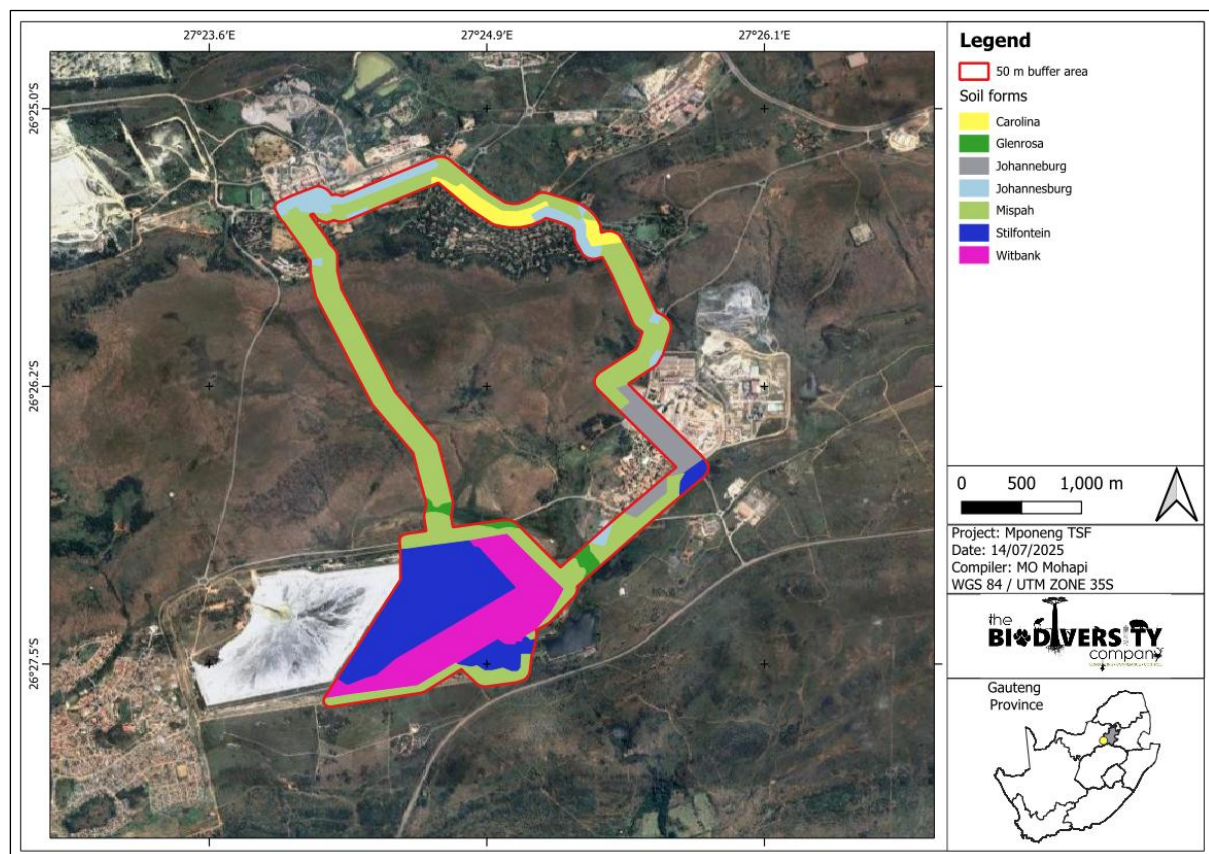 27°23.6'E
27°24.9'E
27°26.1'E
26°25.0'S
26°26.2'S
26°27.5'S
Legend
50 m buffer area
Soil forms
Carolina
Glenrosa
Johanneburg
Johannesburg
Mispah
Stilfontein
Witbank
0 500 1,000 m
Project: Mponeng TSF
Date: 14/07/2025
Compiler: MO Mohapi
WGS 84 / UTM ZONE 35S
the
BIODIVERSITY
company
Gauteng
Province